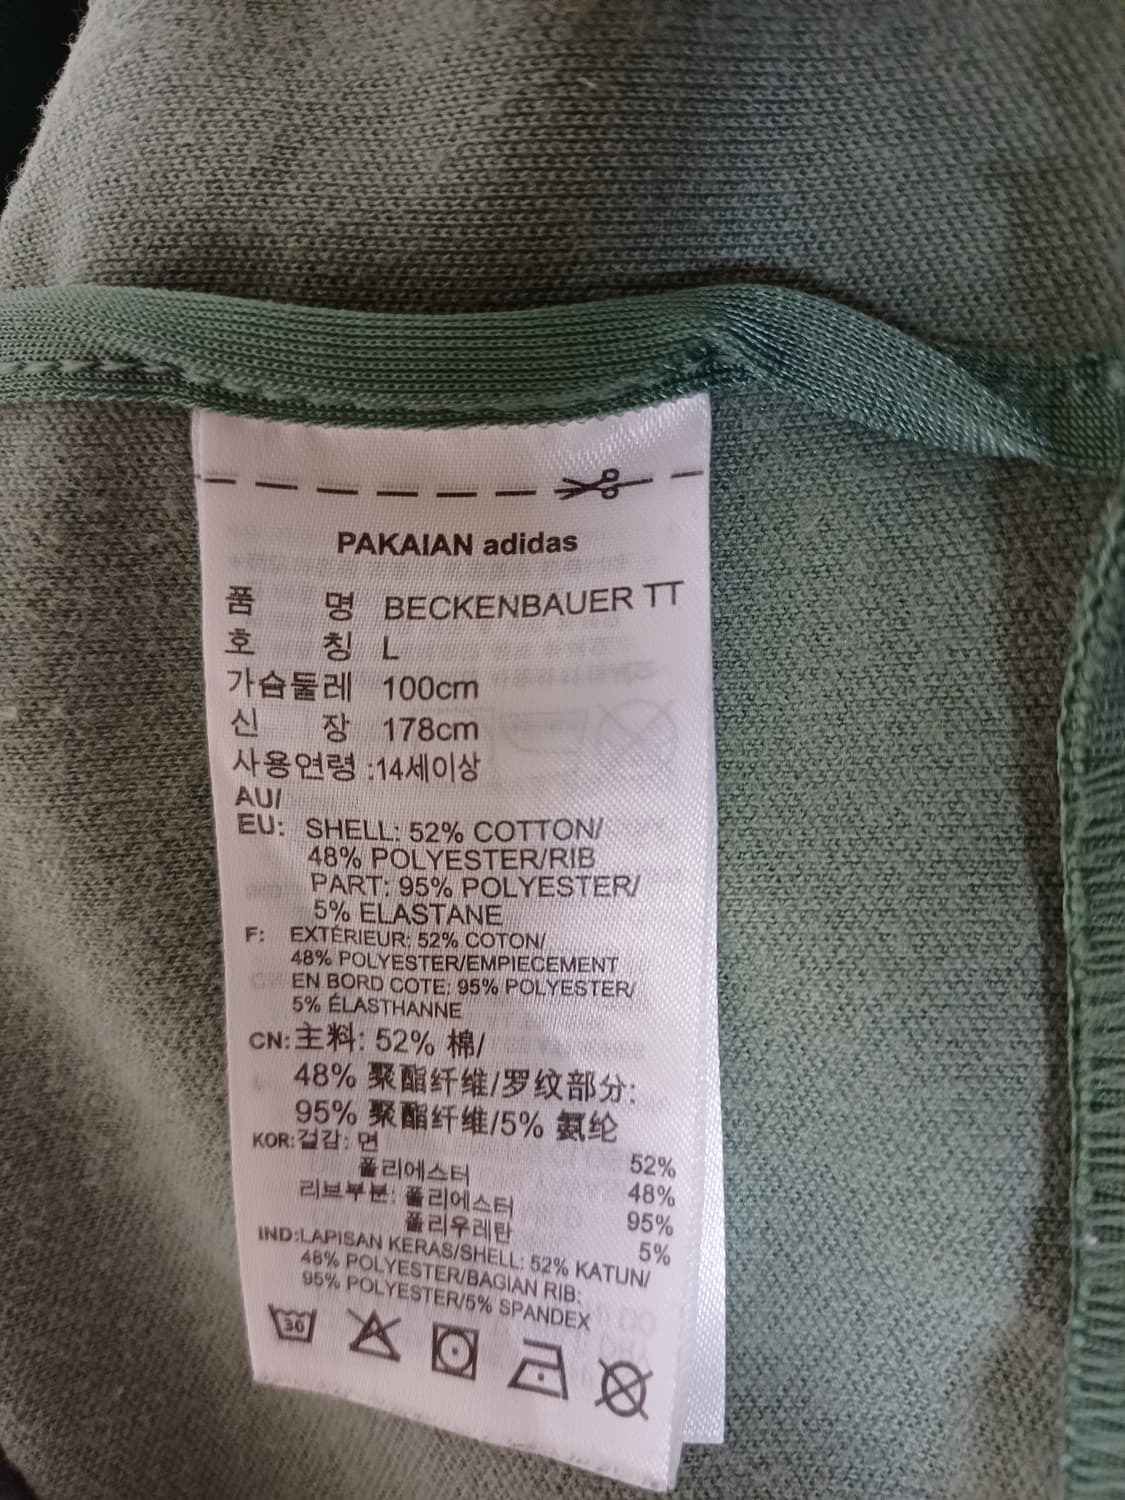 PAKAIAN adidas
품 명 BECKENBAUER TT
호 칭 L
가슴둘레 100cm
신 장 178cm
사용연령 :14세이상
AU/
EU: SHELL: 52% COTTON/
48% POLYESTER/RIB
PART: 95% POLYESTER/
5% ELASTANE
F: EXTÉRIEUR: 52% COTON/
48% POLYESTER/EMPIECEMENT
EN BORD COTE: 95% POLYESTER/
5% ÉLASTHANNE
CN: 主料: 52% 棉/
48% 聚酯纤维/罗纹部分:
95% 聚酯纤维/5% 氨纶
KOR: 겉감: 면 52%
폴리에스터 48%
리브부분: 폴리에스터 95%
폴리우레탄 5%
IND: LAPISAN KERAS/SHELL: 52% KATUN/
48% POLYESTER/BAGIAN RIB:
95% POLYESTER/5% SPANDEX
30